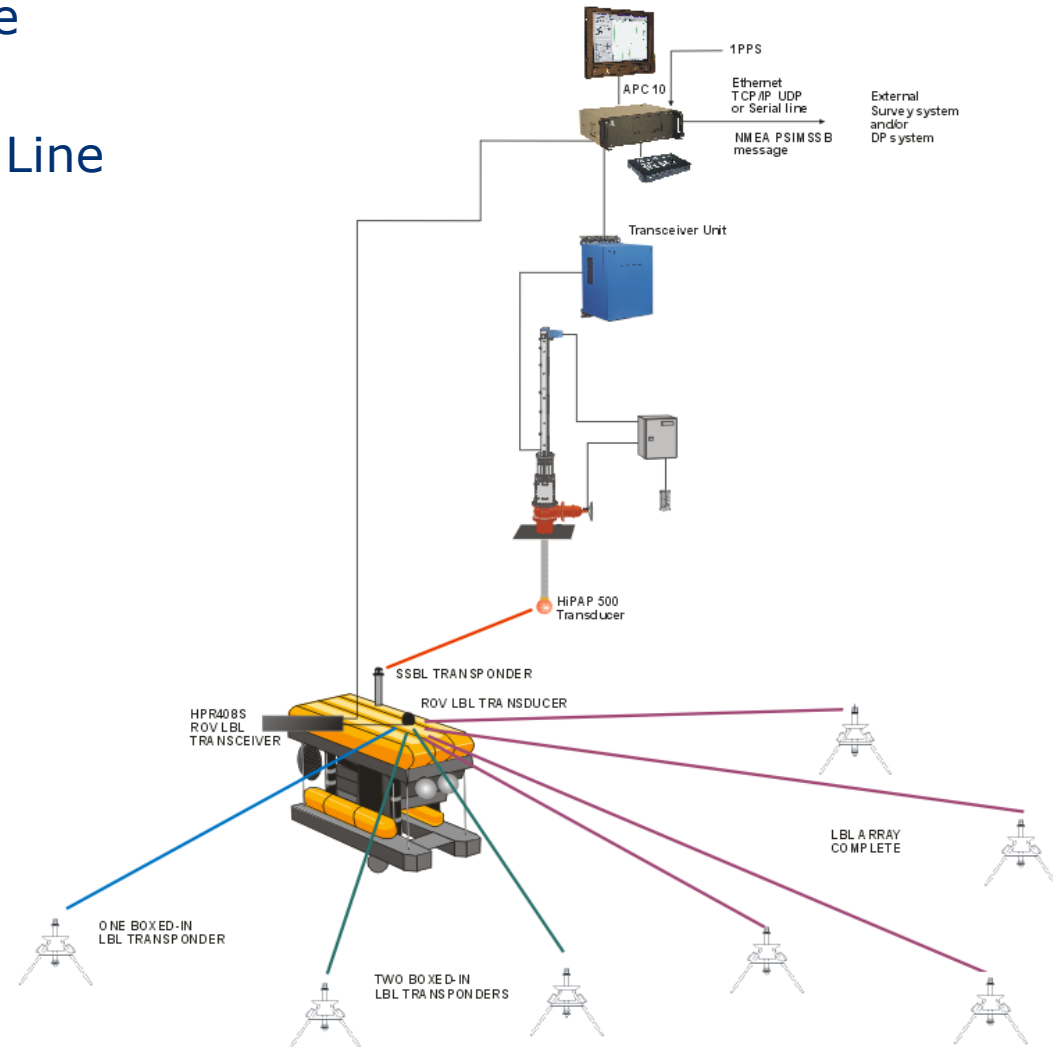 e
Line
1PPS
APC 10
Ethernet
TCP/IP UDP
or Serial line
NMEA PSIMSSB
message
External
Survey system
and/or
DP system
Transceiver Unit
HiPAP 500
Transducer
SSBL TRANSPONDER
ROV LBL TRANSDUCER
HPR408S
ROV LBL
TRANSCEIVER
LBL ARRAY
COMPLETE
ONE BOXED-IN
LBL TRANSPONDER
TWO BOXED-IN
LBL TRANSPONDERS